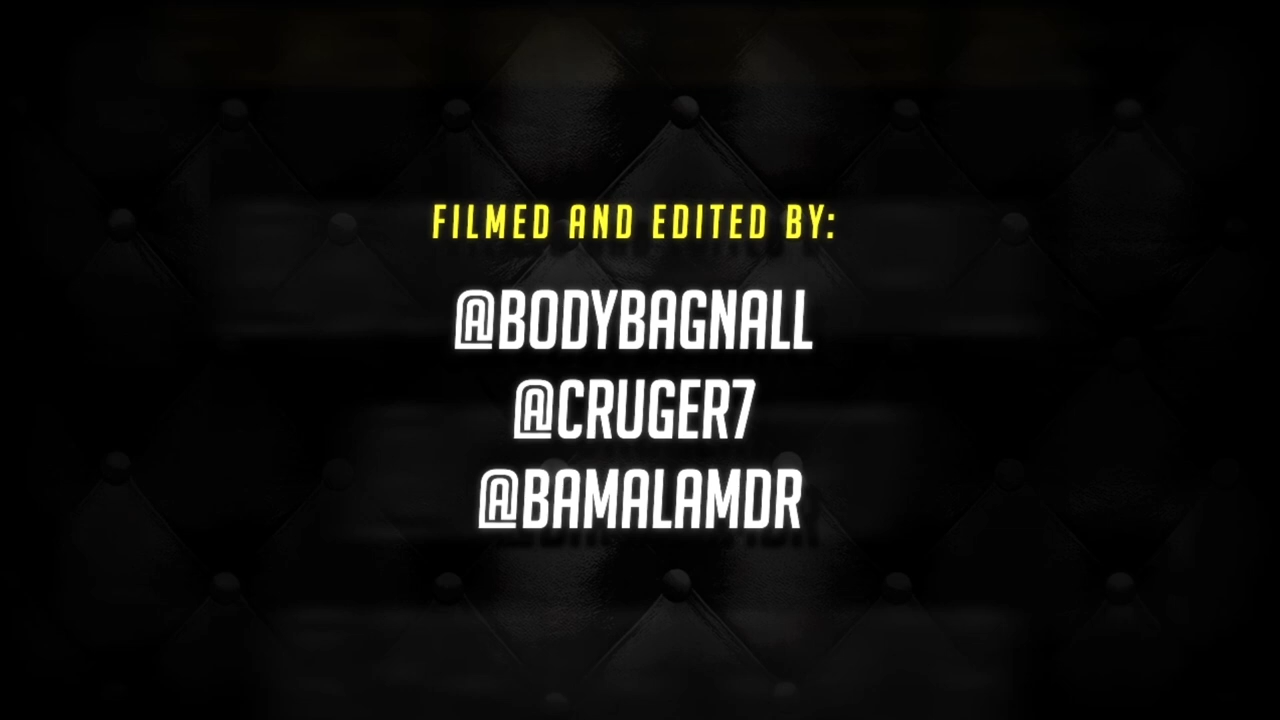 FILMED AND EDITED BY:
@BODYBAGNALL
@CRUGER7
@BAMALAMDR